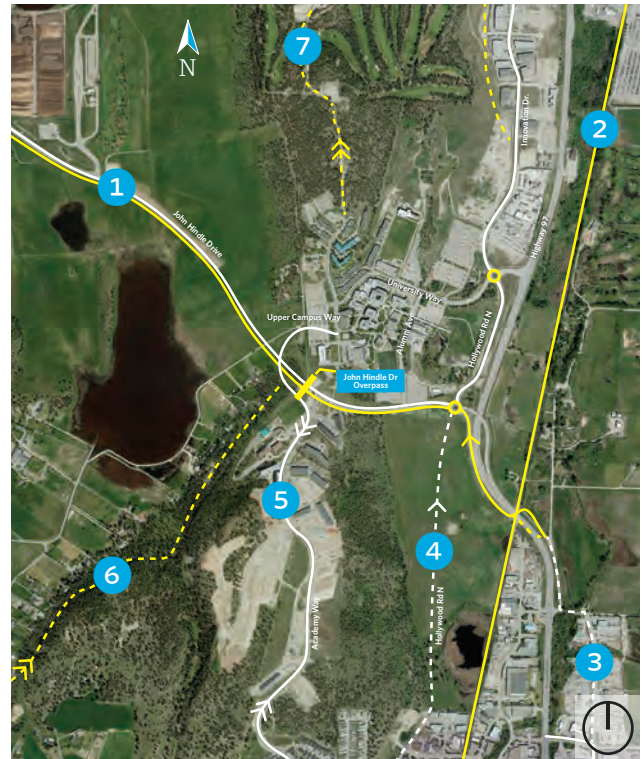 7
N
2
Innovation Dr.
1
John Hindle Drive
Highway 97
University Way
Upper Campus Way
Alumni Ave
Hollywood Rd N
John Hindle Dr
Overpass
5
4
Hollywood Rd N
6
Academy Way
3